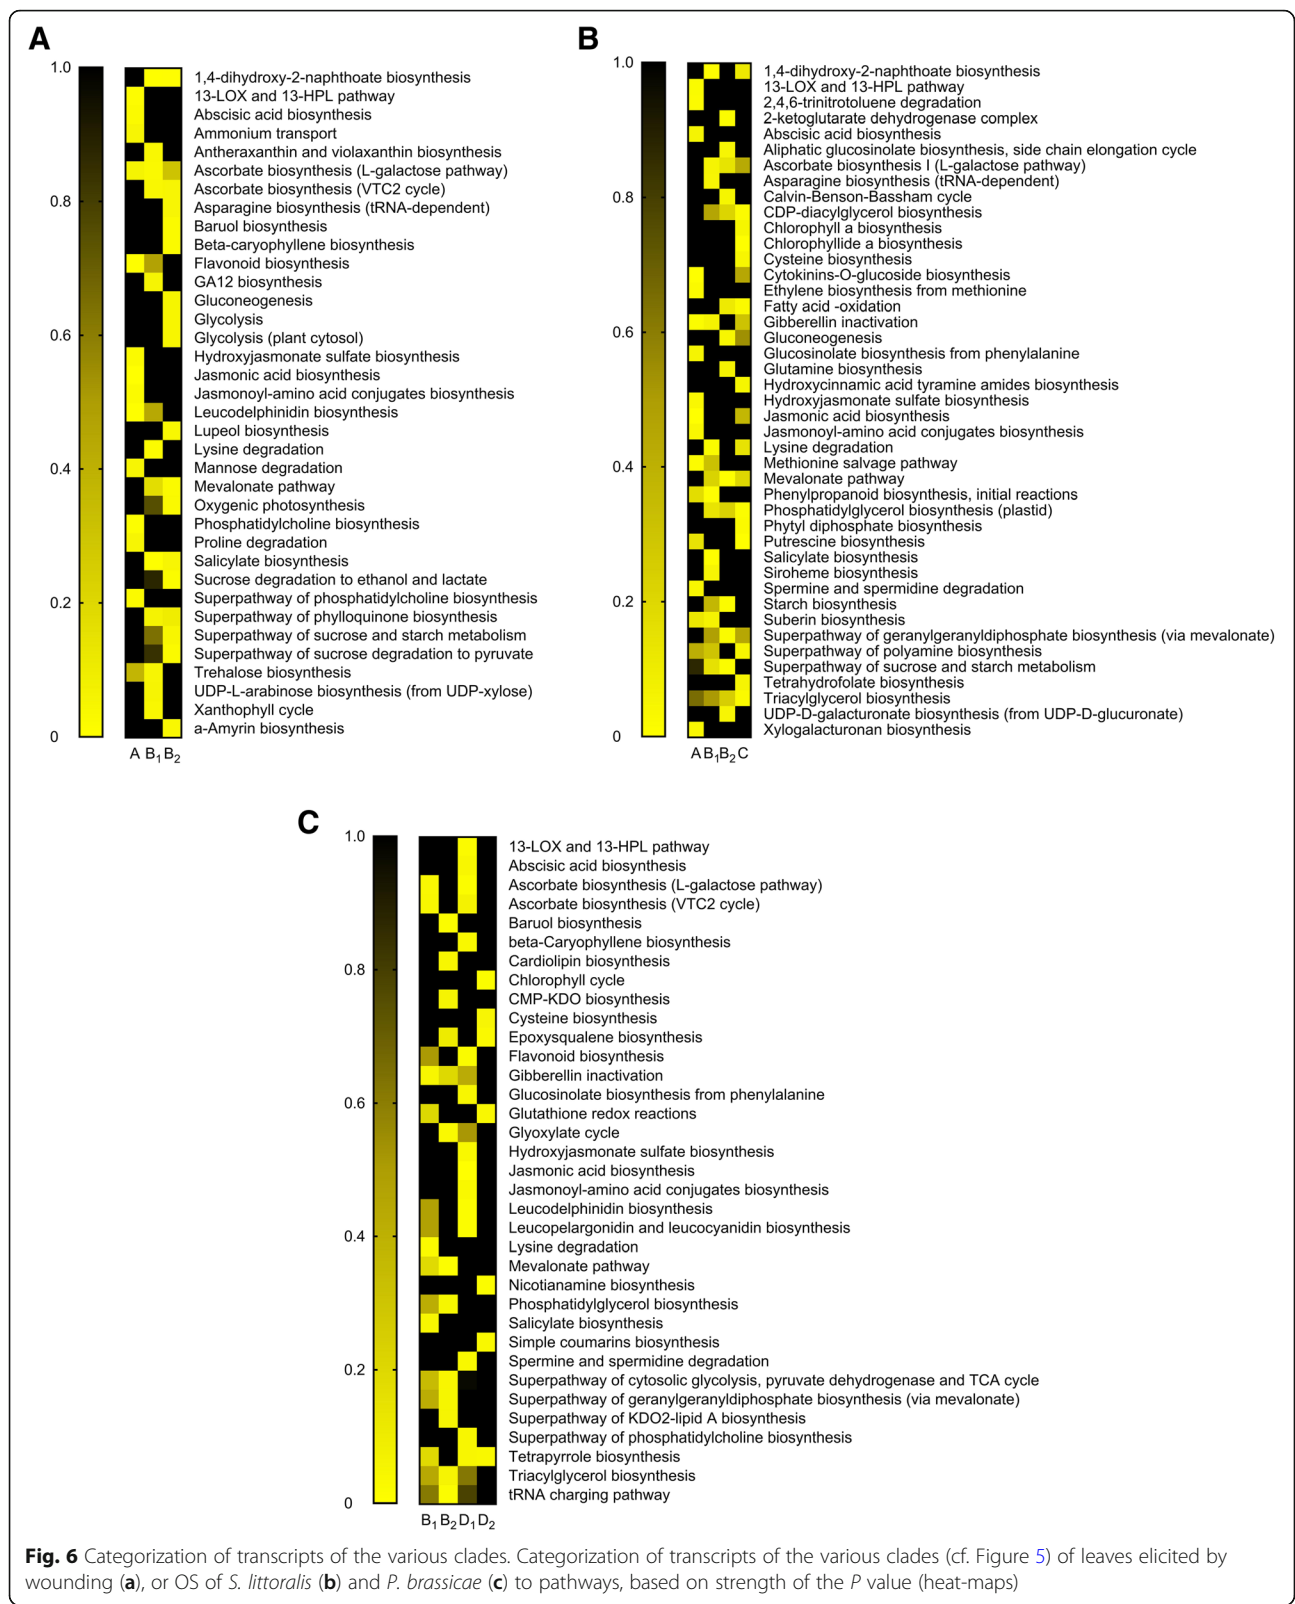 A
1.0
0.8
0.6
0.4
0.2
0
1,4-dihydroxy-2-naphthoate biosynthesis
13-LOX and 13-HPL pathway
Abscisic acid biosynthesis
Ammonium transport
Antheraxanthin and violaxanthin biosynthesis
Ascorbate biosynthesis (L-galactose pathway)
Ascorbate biosynthesis (VTC2 cycle)
Asparagine biosynthesis (tRNA-dependent)
Baruol biosynthesis
Beta-caryophyllene biosynthesis
Flavonoid biosynthesis
GA12 biosynthesis
Gluconeogenesis
Glycolysis
Glycolysis (plant cytosol)
Hydroxyjasmonate sulfate biosynthesis
Jasmonic acid biosynthesis
Jasmonoyl-amino acid conjugates biosynthesis
Leucodelphinidin biosynthesis
Lupeol biosynthesis
Lysine degradation
Mannose degradation
Mevalonate pathway
Oxygenic photosynthesis
Phosphatidylcholine biosynthesis
Proline degradation
Salicylate biosynthesis
Sucrose degradation to ethanol and lactate
Superpathway of phosphatidylcholine biosynthesis
Superpathway of phylloquinone biosynthesis
Superpathway of sucrose and starch metabolism
Superpathway of sucrose degradation to pyruvate
Trehalose biosynthesis
UDP-L-arabinose biosynthesis (from UDP-xylose)
Xanthophyll cycle
a-Amyrin biosynthesis
A B1 B2
B
1.0
0.8
0.6
0.4
0.2
0
1,4-dihydroxy-2-naphthoate biosynthesis
13-LOX and 13-HPL pathway
2,4,6-trinitrotoluene degradation
2-ketoglutarate dehydrogenase complex
Abscisic acid biosynthesis
Aliphatic glucosinolate biosynthesis, side chain elongation cycle
Ascorbate biosynthesis I (L-galactose pathway)
Asparagine biosynthesis (tRNA-dependent)
Calvin-Benson-Bassham cycle
CDP-diacylglycerol biosynthesis
Chlorophyll a biosynthesis
Chlorophyllide a biosynthesis
Cysteine biosynthesis
Cytokinins-O-glucoside biosynthesis
Ethylene biosynthesis from methionine
Fatty acid -oxidation
Gibberellin inactivation
Gluconeogenesis
Glucosinolate biosynthesis from phenylalanine
Glutamine biosynthesis
Hydroxycinnamic acid tyramine amides biosynthesis
Hydroxyjasmonate sulfate biosynthesis
Jasmonic acid biosynthesis
Jasmonoyl-amino acid conjugates biosynthesis
Lysine degradation
Methionine salvage pathway
Mevalonate pathway
Phenylpropanoid biosynthesis, initial reactions
Phosphatidylglycerol biosynthesis (plastid)
Phytyl diphosphate biosynthesis
Putrescine biosynthesis
Salicylate biosynthesis
Siroheme biosynthesis
Spermine and spermidine degradation
Starch biosynthesis
Suberin biosynthesis
Superpathway of geranylgeranyldiphosphate biosynthesis (via mevalonate)
Superpathway of polyamine biosynthesis
Superpathway of sucrose and starch metabolism
Tetrahydrofolate biosynthesis
Triacylglycerol biosynthesis
UDP-D-galacturonate biosynthesis (from UDP-D-glucuronate)
Xylogalacturonan biosynthesis
A B1 B2 C
C
1.0
0.8
0.6
0.4
0.2
0
13-LOX and 13-HPL pathway
Abscisic acid biosynthesis
Ascorbate biosynthesis (L-galactose pathway)
Ascorbate biosynthesis (VTC2 cycle)
Baruol biosynthesis
beta-Caryophyllene biosynthesis
Cardiolipin biosynthesis
Chlorophyll cycle
CMP-KDO biosynthesis
Cysteine biosynthesis
Epoxysqualene biosynthesis
Flavonoid biosynthesis
Gibberellin inactivation
Glucosinolate biosynthesis from phenylalanine
Glutathione redox reactions
Glyoxylate cycle
Hydroxyjasmonate sulfate biosynthesis
Jasmonic acid biosynthesis
Jasmonoyl-amino acid conjugates biosynthesis
Leucodelphinidin biosynthesis
Leucopelargonidin and leucocyanidin biosynthesis
Lysine degradation
Mevalonate pathway
Nicotianamine biosynthesis
Phosphatidylglycerol biosynthesis
Salicylate biosynthesis
Simple coumarins biosynthesis
Spermine and spermidine degradation
Superpathway of cytosolic glycolysis, pyruvate dehydrogenase and TCA cycle
Superpathway of geranylgeranyldiphosphate biosynthesis (via mevalonate)
Superpathway of KDO2-lipid A biosynthesis
Superpathway of phosphatidylcholine biosynthesis
Tetrapyrrole biosynthesis
Triacylglycerol biosynthesis
tRNA charging pathway
B1 B2 D1 D2
Fig. 6 Categorization of transcripts of the various clades. Categorization of transcripts of the various clades (cf. Figure 5) of leaves elicited by
wounding (a), or OS of S. littoralis (b) and P. brassicae (c) to pathways, based on strength of the P value (heat-maps)